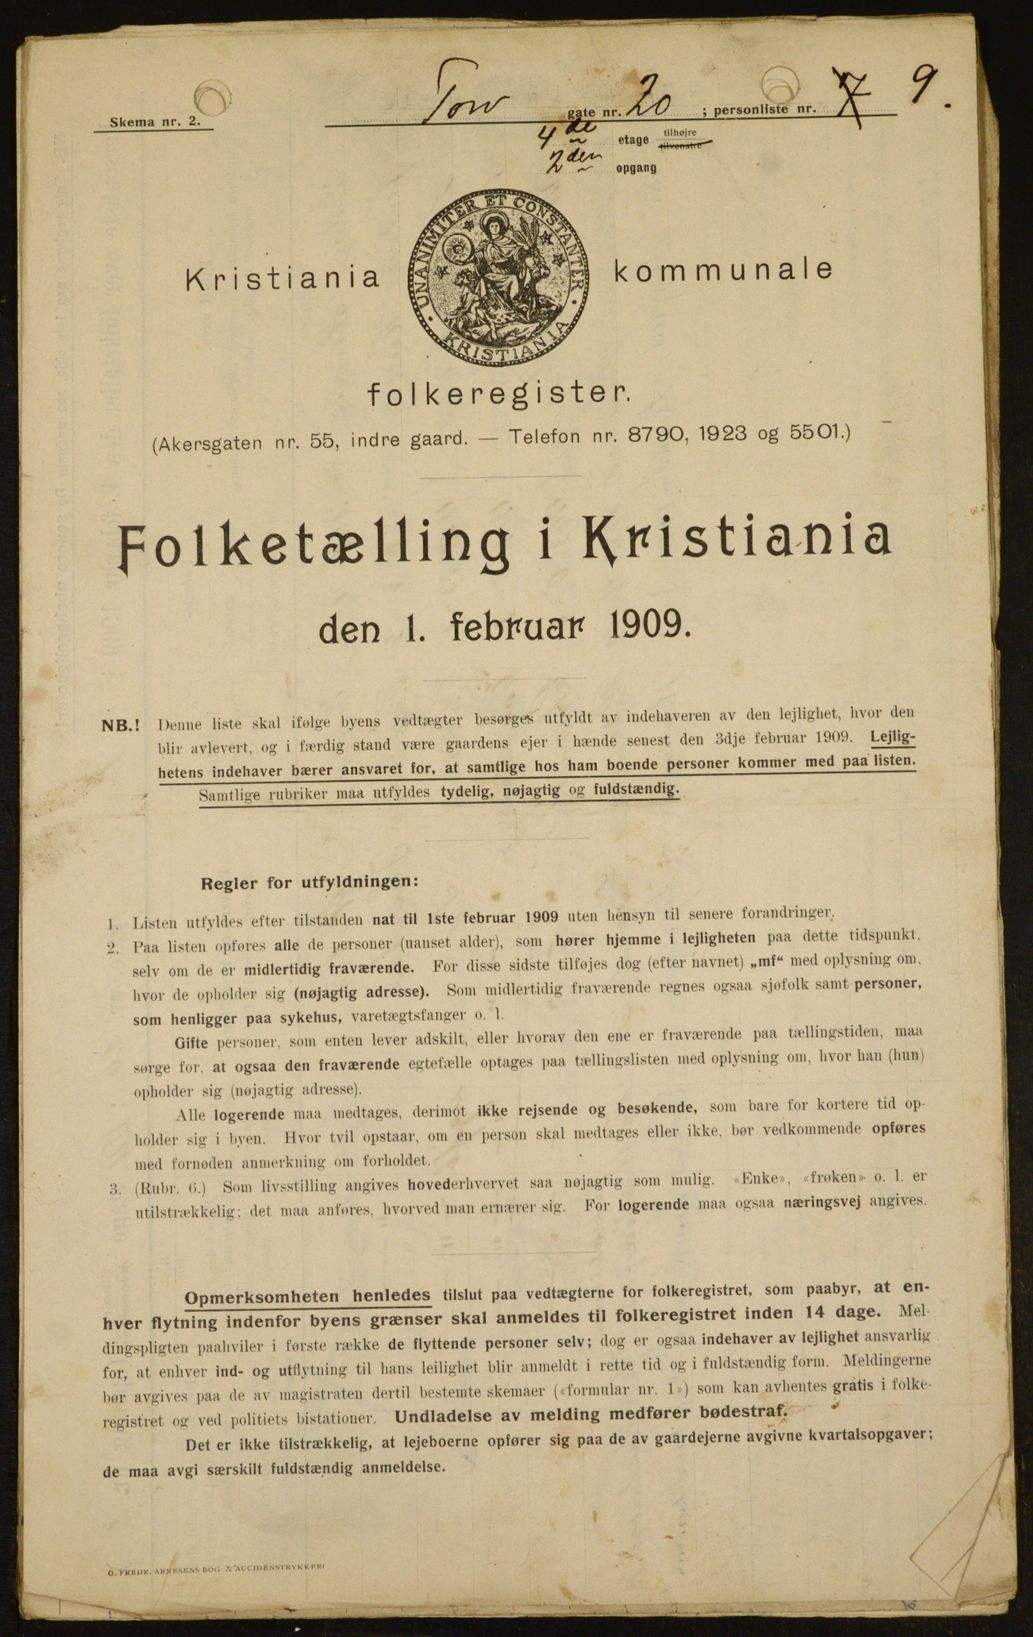 Skema nr. 2.
Torv gate nr. 20 ; personliste nr. 7 9.
4de etage tilhøjre
tilvenstre
2den opgang
UNANIMITER ET CONSTANTER
KRISTIANIA
Kristiania kommunale
folkeregister.
(Akersgaten nr. 55, indre gaard. — Telefon nr. 8790, 1923 og 5501.)
Folketælling i Kristiania
den 1. februar 1909.
NB.! Denne liste skal ifølge byens vedtægter besørges utfyldt av indehaveren av den lejlighet, hvor den
blir avlevert, og i færdig stand være gaardens ejer i hænde senest den 3dje februar 1909. Lejlig-
hetens indehaver bærer ansvaret for, at samtlige hos ham boende personer kommer med paa listen.
Samtlige rubriker maa utfyldes tydelig, nøjagtig og fuldstændig.
Regler for utfyldningen:
1. Listen utfyldes efter tilstanden nat til 1ste februar 1909 uten hensyn til senere forandringer.
2. Paa listen opføres alle de personer (uanset alder), som hører hjemme i lejligheten paa dette tidspunkt,
selv om de er midlertidig fraværende. For disse sidste tilføjes dog (efter navnet) „mf“ med oplysning om,
hvor de opholder sig (nøjagtig adresse). Som midlertidig fraværende regnes ogsaa sjøfolk samt personer,
som henligger paa sykehus, varetægtsfanger o. l.
Gifte personer, som enten lever adskilt, eller hvorav den ene er fraværende paa tællingstiden, maa
sørge for, at ogsaa den fraværende egtefælle optages paa tællingslisten med oplysning om, hvor han (hun)
opholder sig (nøjagtig adresse).
Alle logerende maa medtages, derimot ikke rejsende og besøkende, som bare for kortere tid op-
holder sig i byen. Hvor tvil opstaar, om en person skal medtages eller ikke, bør vedkommende opføres
med fornøden anmerkning om forholdet.
3. (Rubr. 6.) Som livsstilling angives hovederhvervet saa nøjagtig som mulig. «Enke», «frøken» o. l. er
utilstrækkelig; det maa anføres, hvorved man ernærer sig. For logerende maa ogsaa næringsvej angives.
Opmerksomheten henledes tilslut paa vedtægterne for folkeregistret, som paabyr, at en-
hver flytning indenfor byens grænser skal anmeldes til folkeregistret inden 14 dage. Mel-
dingspligten paahviler i første række de flyttende personer selv; dog er ogsaa indehaver av lejlighet ansvarlig
for, at enhver ind- og utflytning til hans leilighet blir anmeldt i rette tid og i fuldstændig form. Meldingerne
bør avgives paa de av magistraten dertil bestemte skemaer («formular nr. 1») som kan avhentes gratis i folke-
registret og ved politiets bistationer. Undladelse av melding medfører bødestraf.
Det er ikke tilstrækkelig, at lejeboerne opfører sig paa de av gaardejerne avgivne kvartalsopgaver;
de maa avgi særskilt fuldstændig anmeldelse.
O. FREDR. ARNESENS BOG & ACCIDENSTRYKKERI